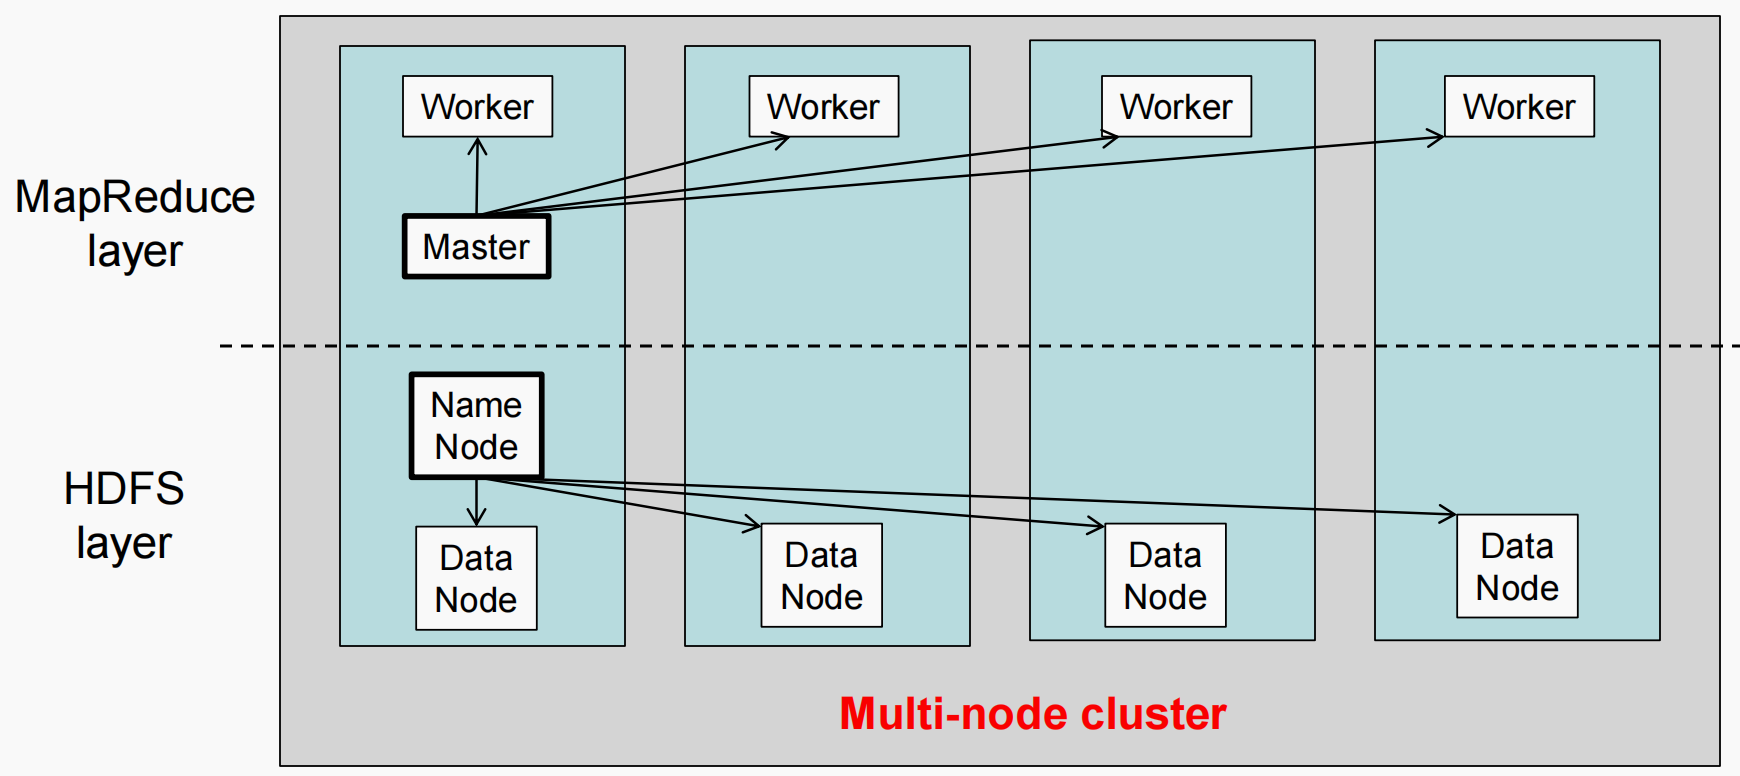 Worker
Worker
Worker
Worker
MapReduce
layer
Master
Name
Node
HDFS
layer
Data
Node
Data
Node
Data
Node
Data
Node
Multi-node cluster